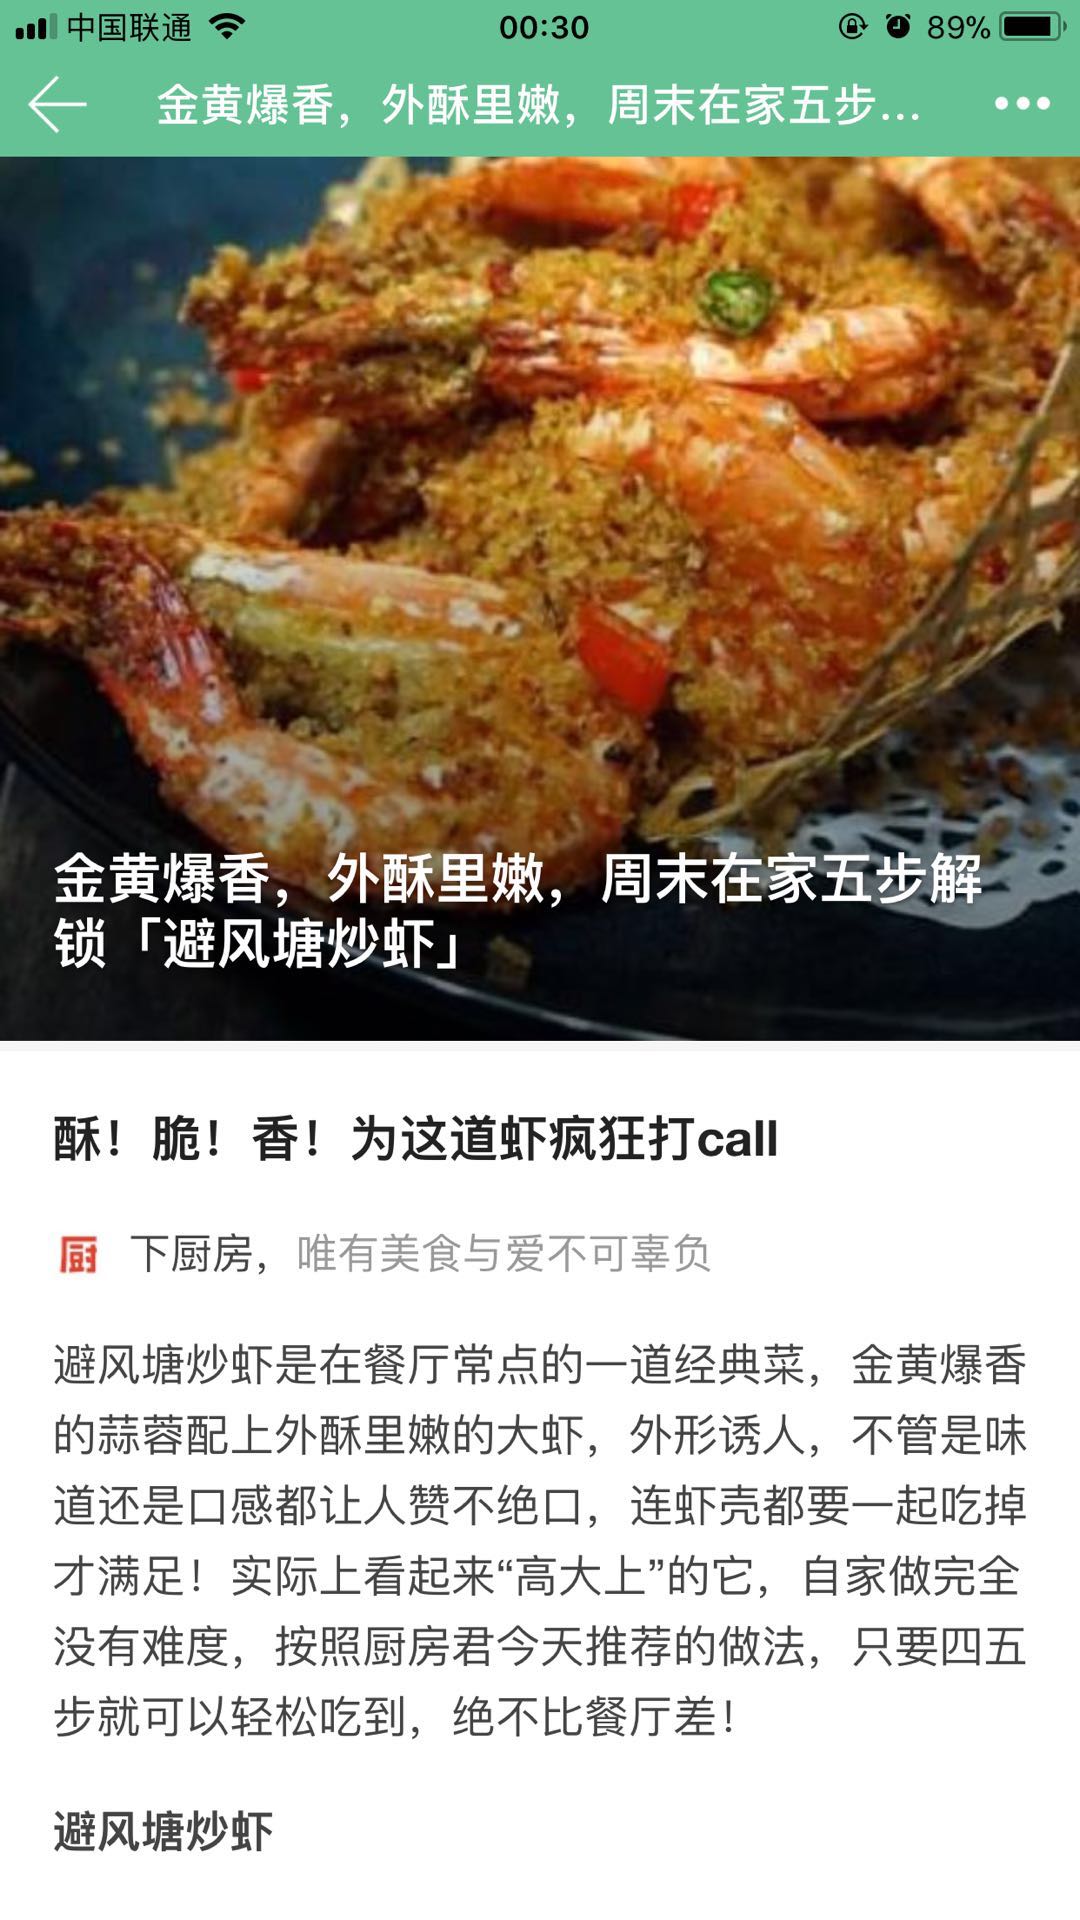 中国联通
00:30
89%
金黄爆香，外酥里嫩，周末在家五步...
金黄爆香，外酥里嫩，周末在家五步解
锁「避风塘炒虾」
酥！脆！香！为这道虾疯狂打call
厨 下厨房，唯有美食与爱不可辜负
避风塘炒虾是在餐厅常点的一道经典菜，金黄爆香
的蒜蓉配上外酥里嫩的大虾，外形诱人，不管是味
道还是口感都让人赞不绝口，连虾壳都要一起吃掉
才满足！实际上看起来“高大上”的它，自家做完全
没有难度，按照厨房君今天推荐的做法，只要四五
步就可以轻松吃到，绝不比餐厅差！
避风塘炒虾